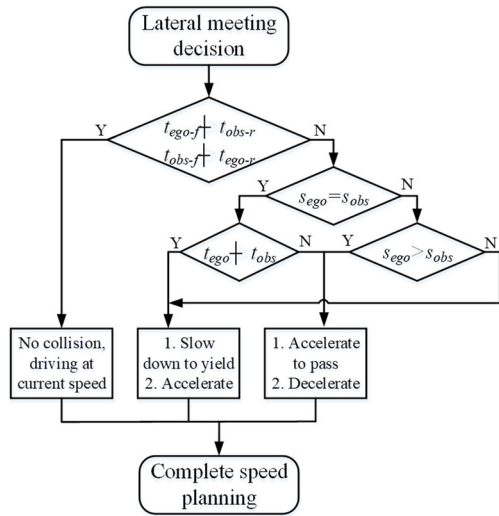 Lateral meeting
decision
Y
t_ego-f ┼ t_obs-r
t_obs-f ┼ t_ego-r
N
Y
s_ego=s_obs
N
Y
t_ego ┼ t_obs
N
Y
s_ego>s_obs
N
No collision,
driving at
current speed
1. Slow
down to yield
2. Accelerate
1. Accelerate
to pass
2. Decelerate
Complete speed
planning